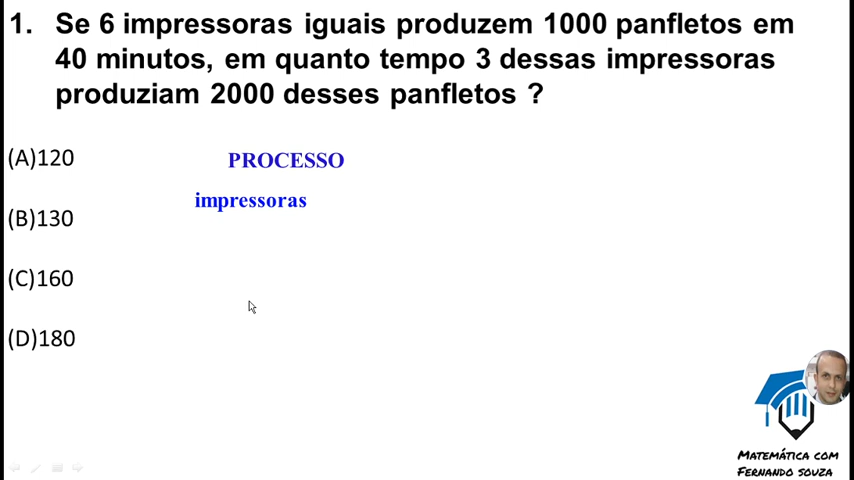 1. Se 6 impressoras iguais produzem 1000 panfletos em
40 minutos, em quanto tempo 3 dessas impressoras
produziam 2000 desses panfletos ?
(A)120
PROCESSO
impressoras
(B)130
(C)160
(D)180
MATEMÁTICA COM
FERNANDO SOUZA